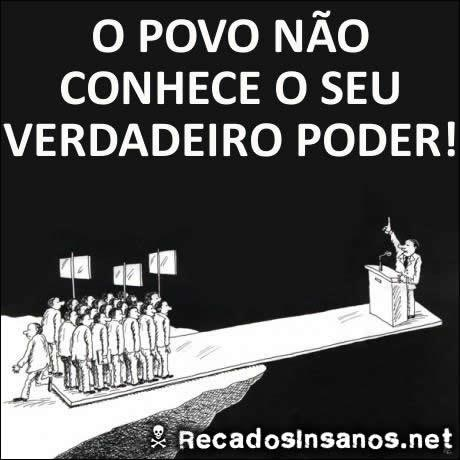 O POVO NÃO
CONHECE O SEU
VERDADEIRO PODER!
RecadosInsanos.net